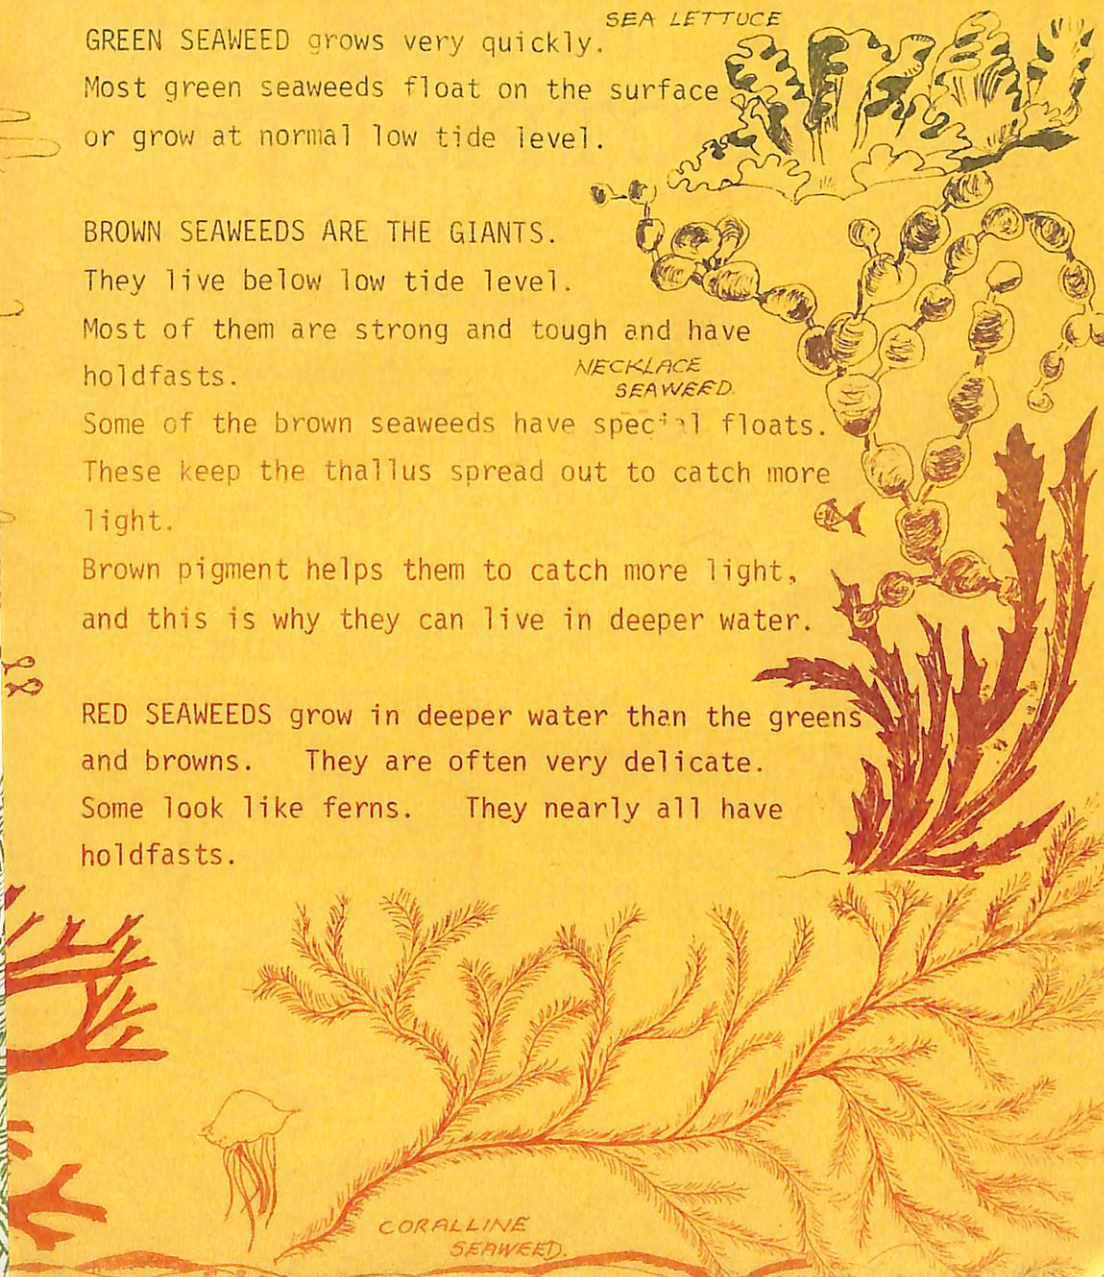 SEA LETTUCE
GREEN SEAWEED grows very quickly.
Most green seaweeds float on the surface
or grow at normal low tide level.
BROWN SEAWEEDS ARE THE GIANTS.
They live below low tide level.
Most of them are strong and tough and have
holdfasts.
NECKLACE
SEAWEED.
Some of the brown seaweeds have special floats.
These keep the thallus spread out to catch more
light.
Brown pigment helps them to catch more light,
and this is why they can live in deeper water.
RED SEAWEEDS grow in deeper water than the greens
and browns. They are often very delicate.
Some look like ferns. They nearly all have
holdfasts.
CORALLINE
SEAWEED.